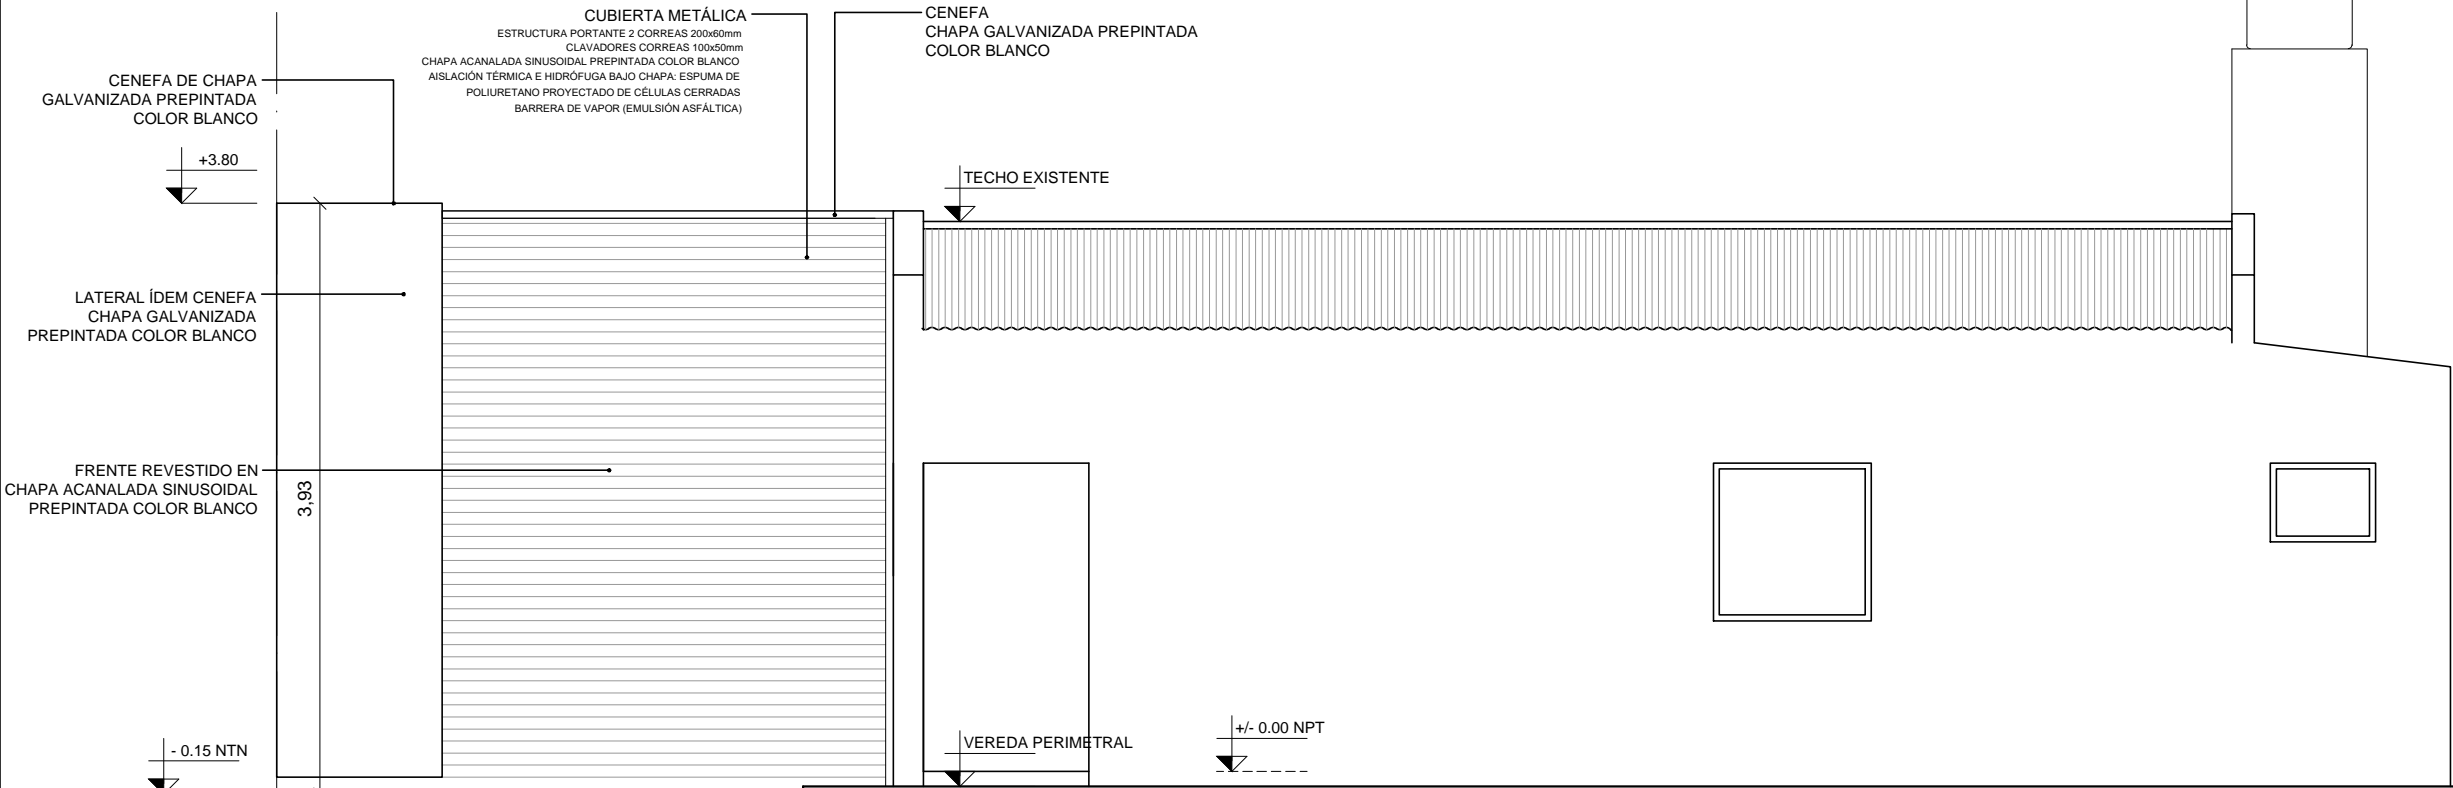 CUBIERTA METÁLICA
ESTRUCTURA PORTANTE 2 CORREAS 200x60mm
CLAVADORES CORREAS 100x50mm
CHAPA ACANALADA SINUSOIDAL PREPINTADA COLOR BLANCO
AISLACIÓN TÉRMICA E HIDRÓFUGA BAJO CHAPA: ESPUMA DE
POLIURETANO PROYECTADO DE CÉLULAS CERRADAS
BARRERA DE VAPOR (EMULSIÓN ASFÁLTICA)
CENEFA
CHAPA GALVANIZADA PREPINTADA
COLOR BLANCO
CENEFA DE CHAPA
GALVANIZADA PREPINTADA
COLOR BLANCO
+3.80
TECHO EXISTENTE
LATERAL ÍDEM CENEFA
CHAPA GALVANIZADA
PREPINTADA COLOR BLANCO
FRENTE REVESTIDO EN
CHAPA ACANALADA SINUSOIDAL
PREPINTADA COLOR BLANCO
3,93
- 0.15 NTN
VEREDA PERIMETRAL
+/- 0.00 NPT